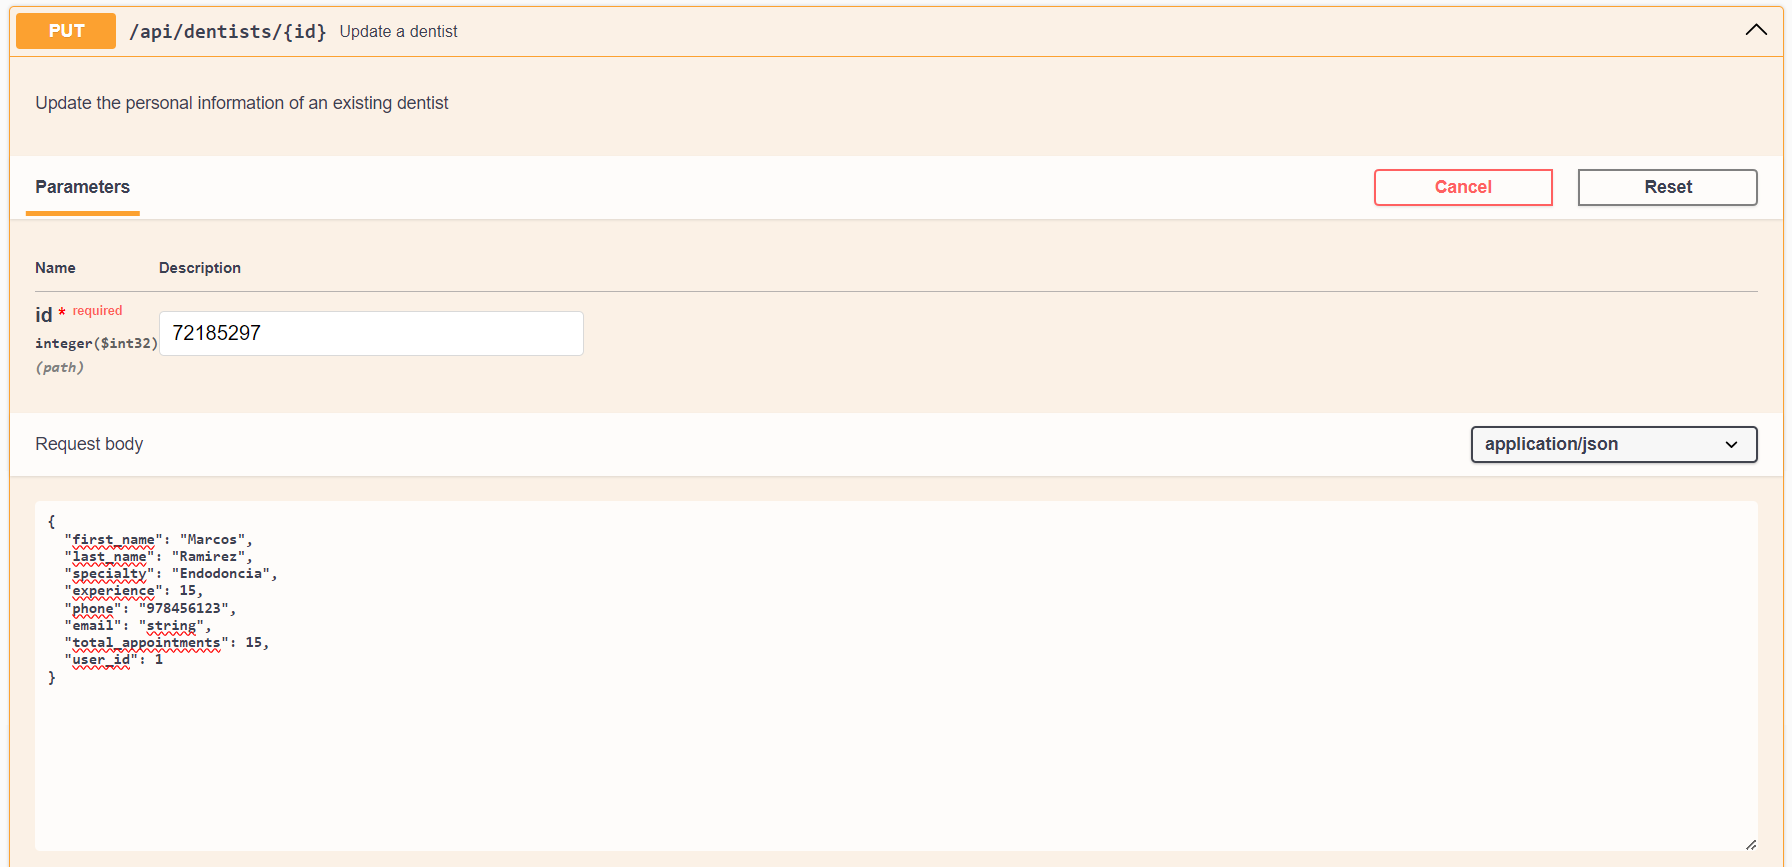 PUT /api/dentists/{id} Update a dentist
Update the personal information of an existing dentist
Parameters Cancel Reset
Name Description
id * required
integer($int32) 72185297
(path)
Request body application/json
{
  "first_name": "Marcos",
  "last_name": "Ramirez",
  "specialty": "Endodoncia",
  "experience": 15,
  "phone": "978456123",
  "email": "string",
  "total_appointments": 15,
  "user_id": 1
}